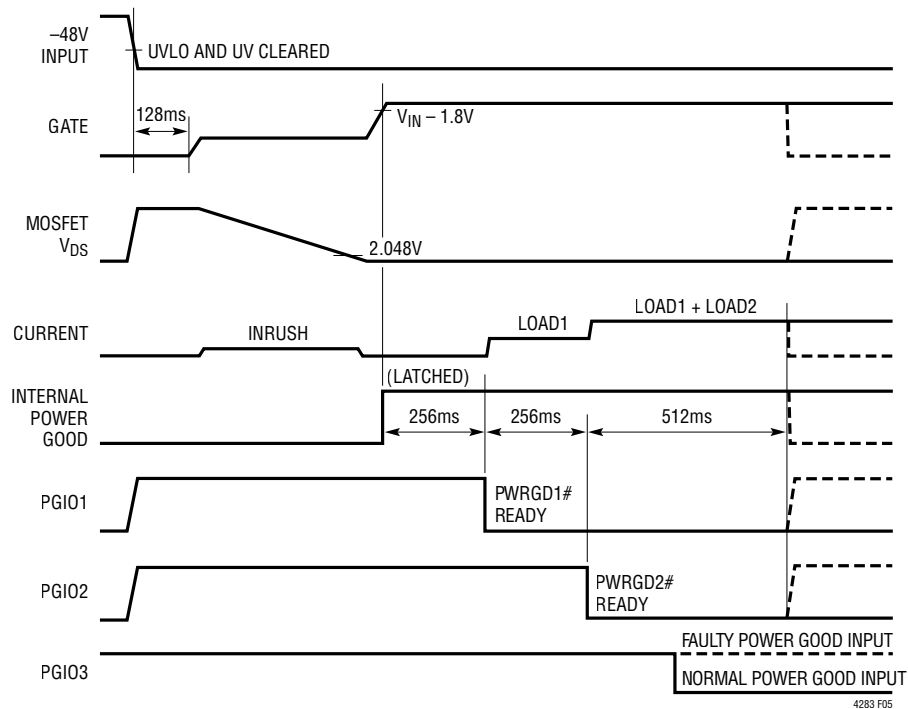 –48V
INPUT
UVLO AND UV CLEARED
GATE
128ms
VIN – 1.8V
MOSFET
VDS
2.048V
CURRENT
INRUSH
LOAD1
LOAD1 + LOAD2
INTERNAL
POWER
GOOD
(LATCHED)
256ms
256ms
512ms
PGIO1
PWRGD1#
READY
PGIO2
PWRGD2#
READY
PGIO3
FAULTY POWER GOOD INPUT
NORMAL POWER GOOD INPUT
4283 F05